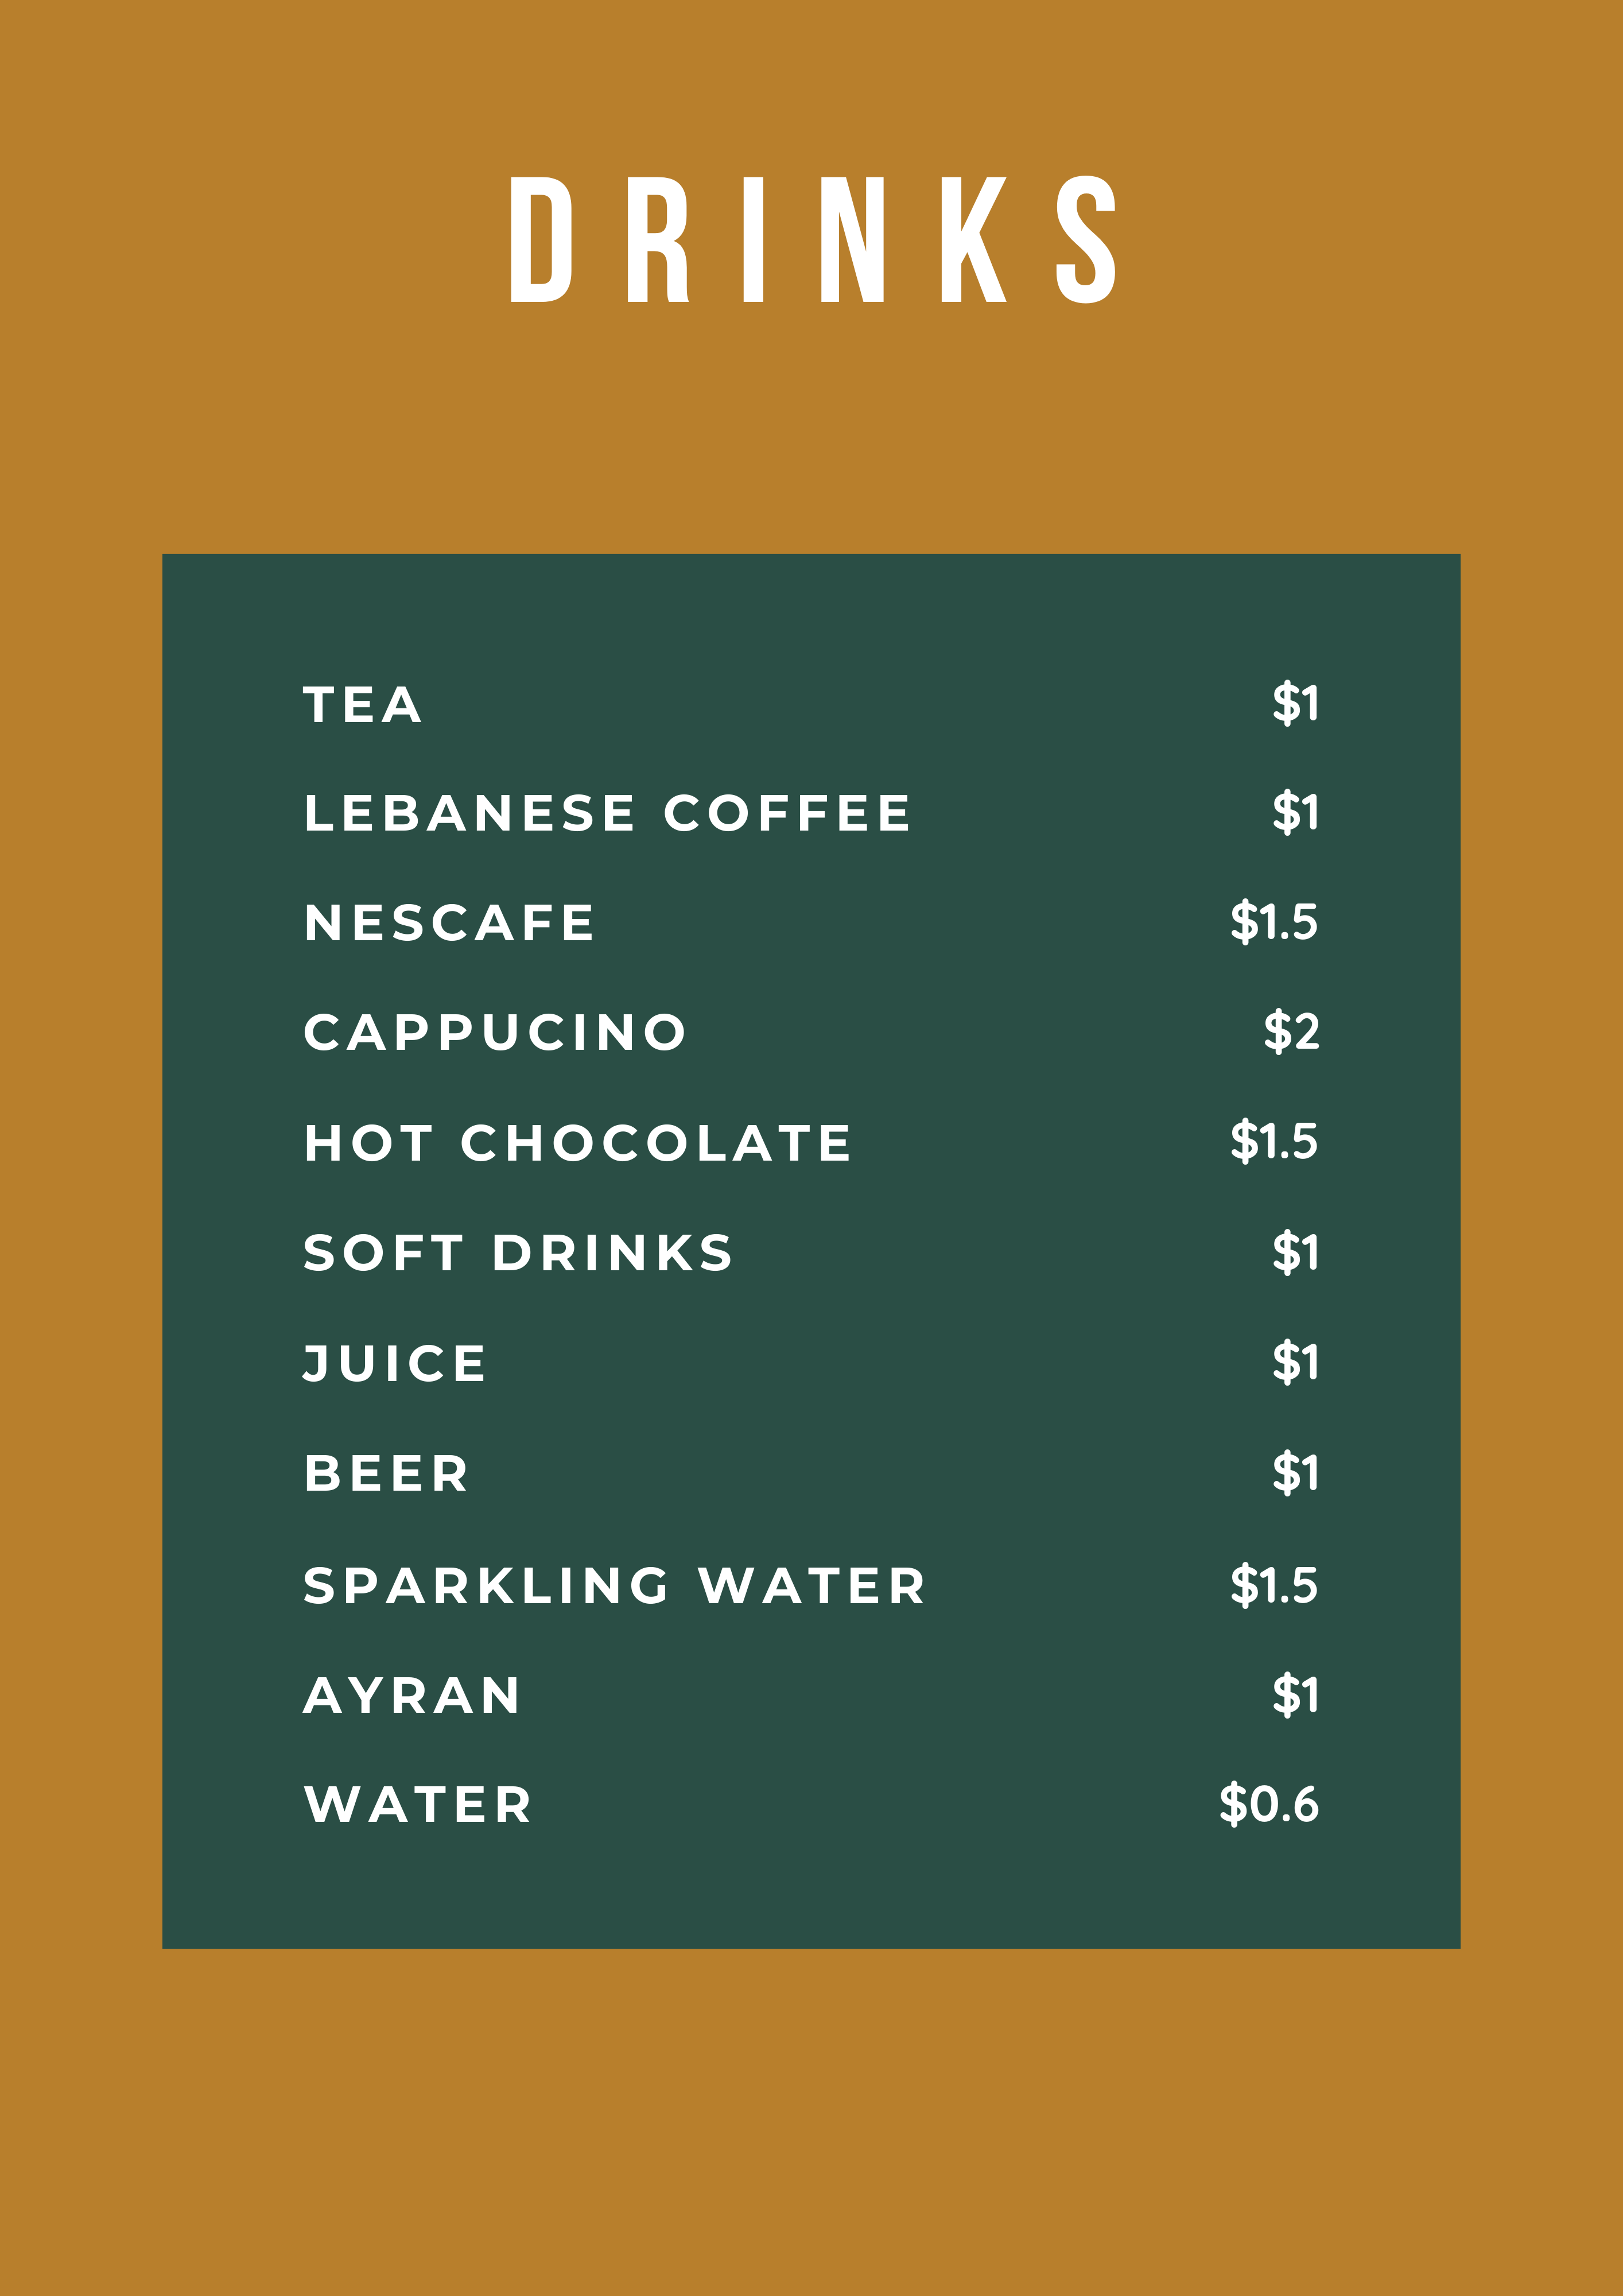 DRINKS
TEA $1
LEBANESE COFFEE $1
NESCAFE $1.5
CAPPUCINO $2
HOT CHOCOLATE $1.5
SOFT DRINKS $1
JUICE $1
BEER $1
SPARKLING WATER $1.5
AYRAN $1
WATER $0.6